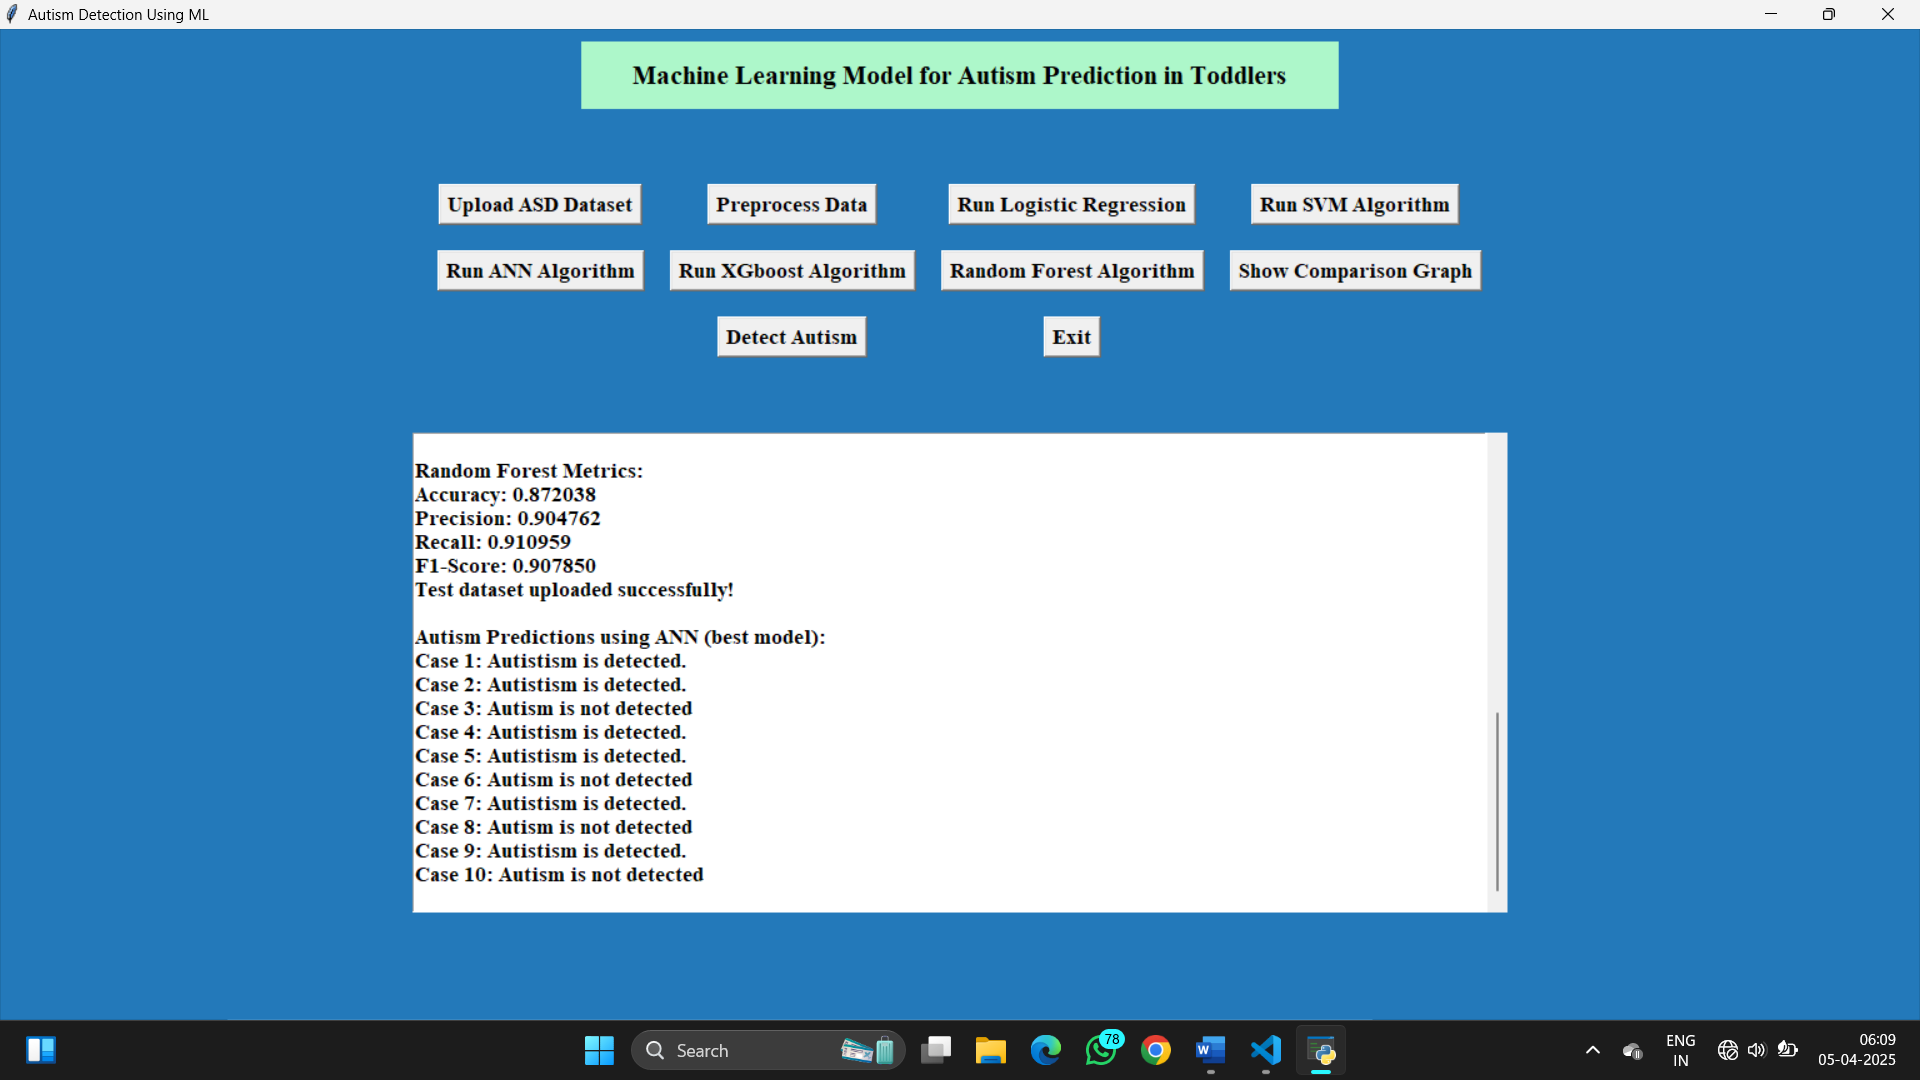 Autism Detection Using ML
Machine Learning Model for Autism Prediction in Toddlers
Upload ASD Dataset
Preprocess Data
Run Logistic Regression
Run SVM Algorithm
Run ANN Algorithm
Run XGboost Algorithm
Random Forest Algorithm
Show Comparison Graph
Detect Autism
Exit
Random Forest Metrics:
Accuracy: 0.872038
Precision: 0.904762
Recall: 0.910959
F1-Score: 0.907850
Test dataset uploaded successfully!
Autism Predictions using ANN (best model):
Case 1: Autistism is detected.
Case 2: Autistism is detected.
Case 3: Autism is not detected
Case 4: Autistism is detected.
Case 5: Autistism is detected.
Case 6: Autism is not detected
Case 7: Autistism is detected.
Case 8: Autism is not detected
Case 9: Autistism is detected.
Case 10: Autism is not detected
Search
78
W
ENG
IN
06:09
05-04-2025